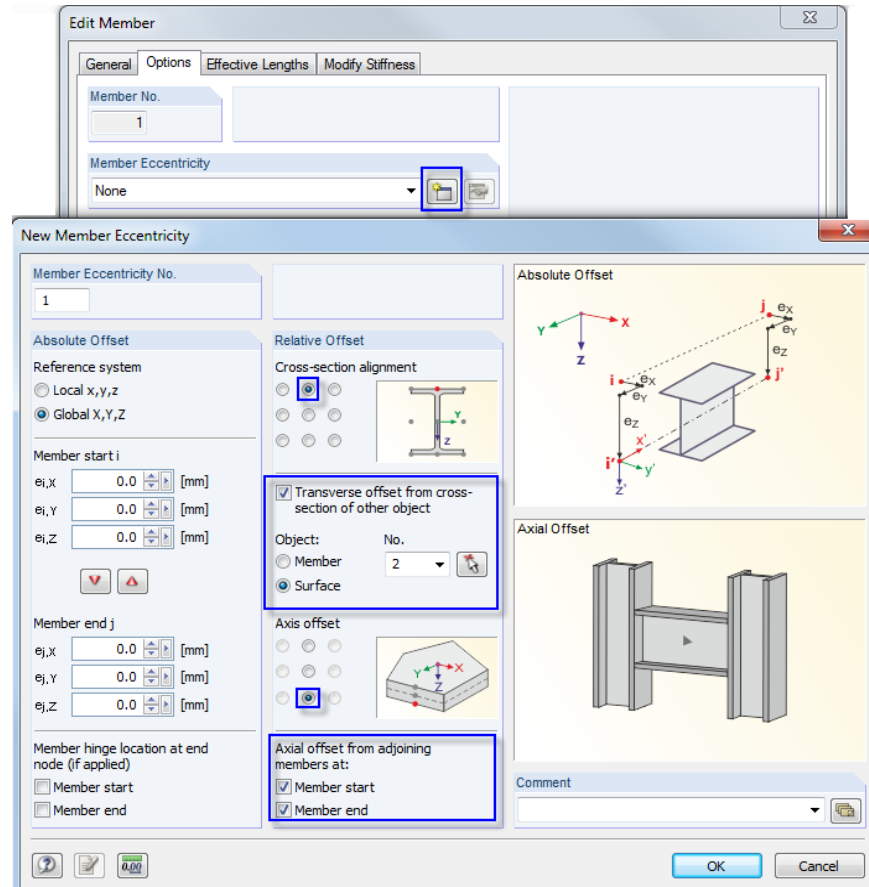 Edit Member
General Options Effective Lengths Modify Stiffness
Member No.
1
Member Eccentricity
None
New Member Eccentricity
Member Eccentricity No.
1
Absolute Offset
Reference system
Local x,y,z
Global X,Y,Z
Member start i
ei,X 0.0 [mm]
ei,Y 0.0 [mm]
ei,Z 0.0 [mm]
Member end j
ej,X 0.0 [mm]
ej,Y 0.0 [mm]
ej,Z 0.0 [mm]
Member hinge location at end
node (if applied)
Member start
Member end
Relative Offset
Cross-section alignment
Y
z
Transverse offset from cross-
section of other object
Object: No.
Member 2
Surface
Axis offset
Y X
Z
Axial offset from adjoining
members at:
Member start
Member end
Absolute Offset
Y X
Z
j eX
eY
eZ
j'
i eX
eY
eZ
x'
i' y'
z'
Axial Offset
Comment
0.00
OK Cancel